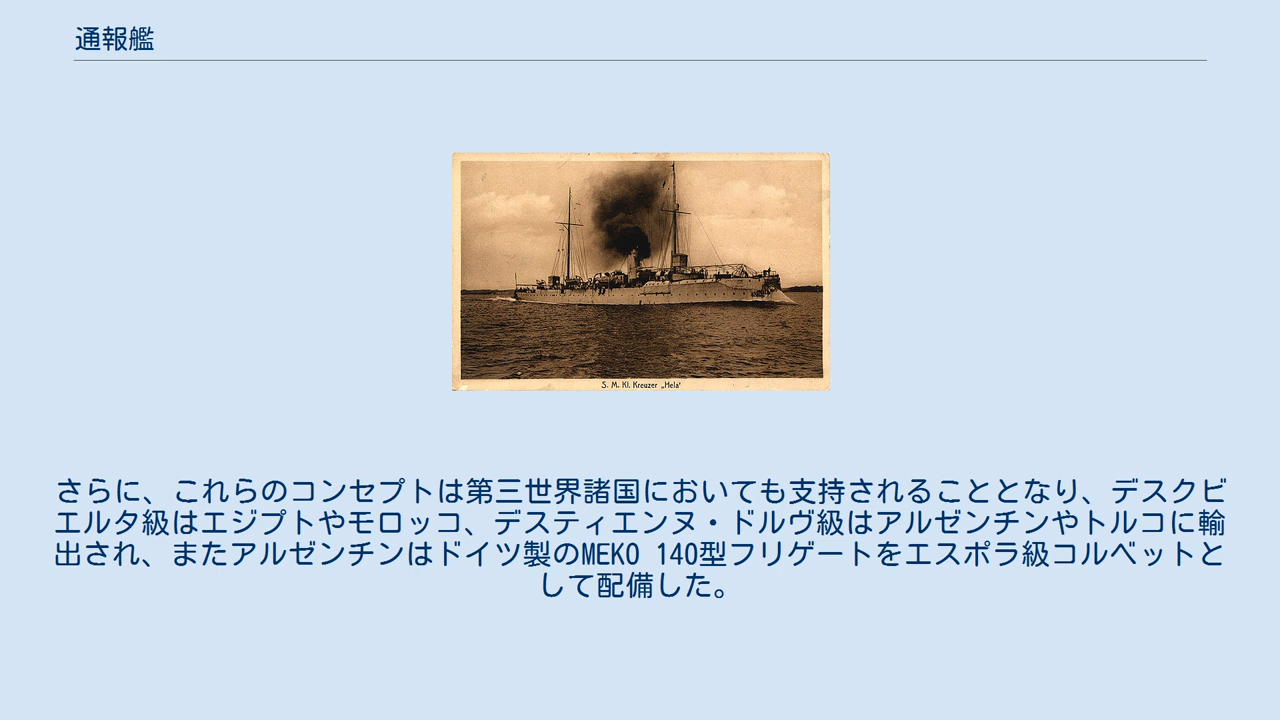 通報艦
S. M. Kl. Kreuzer „Hela"
さらに、これらのコンセプトは第三世界諸国においても支持されることとなり、デスクビ
エルタ級はエジプトやモロッコ、デスティエンヌ・ドルヴ級はアルゼンチンやトルコに輸
出され、またアルゼンチンはドイツ製のMEKO 140型フリゲートをエスポラ級コルベットと
して配備した。